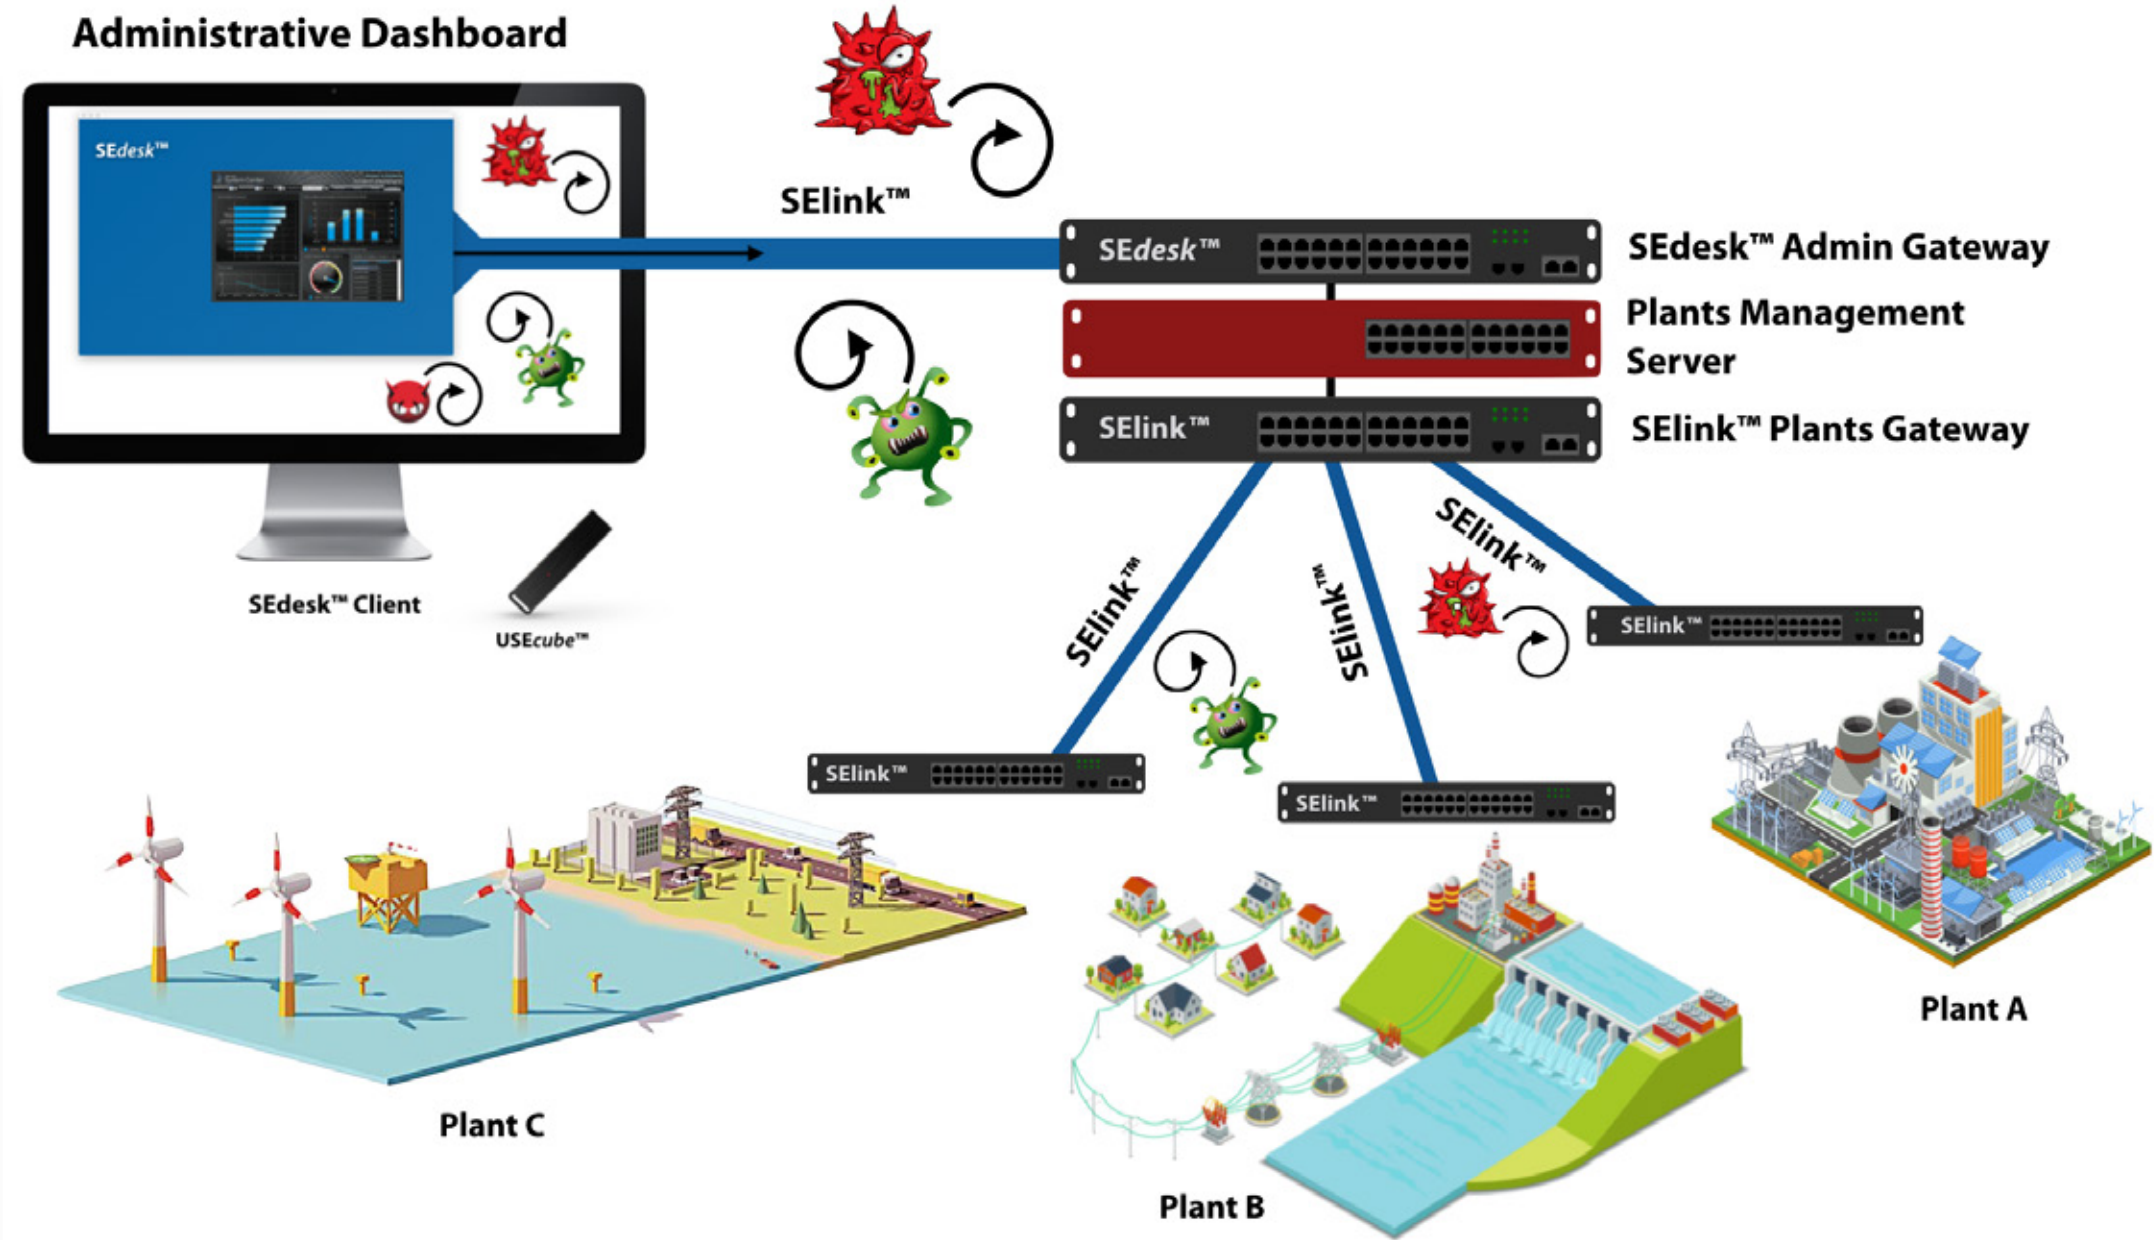 Administrative Dashboard
SEdesk™
SElink™
SEdesk™
SEdesk™ Admin Gateway
Plants Management
Server
SElink™
SElink™ Plants Gateway
SEdesk™ Client
USEcube™
SElink™
SElink™
SElink™
SElink™
SElink™
SElink™
Plant A
Plant C
Plant B